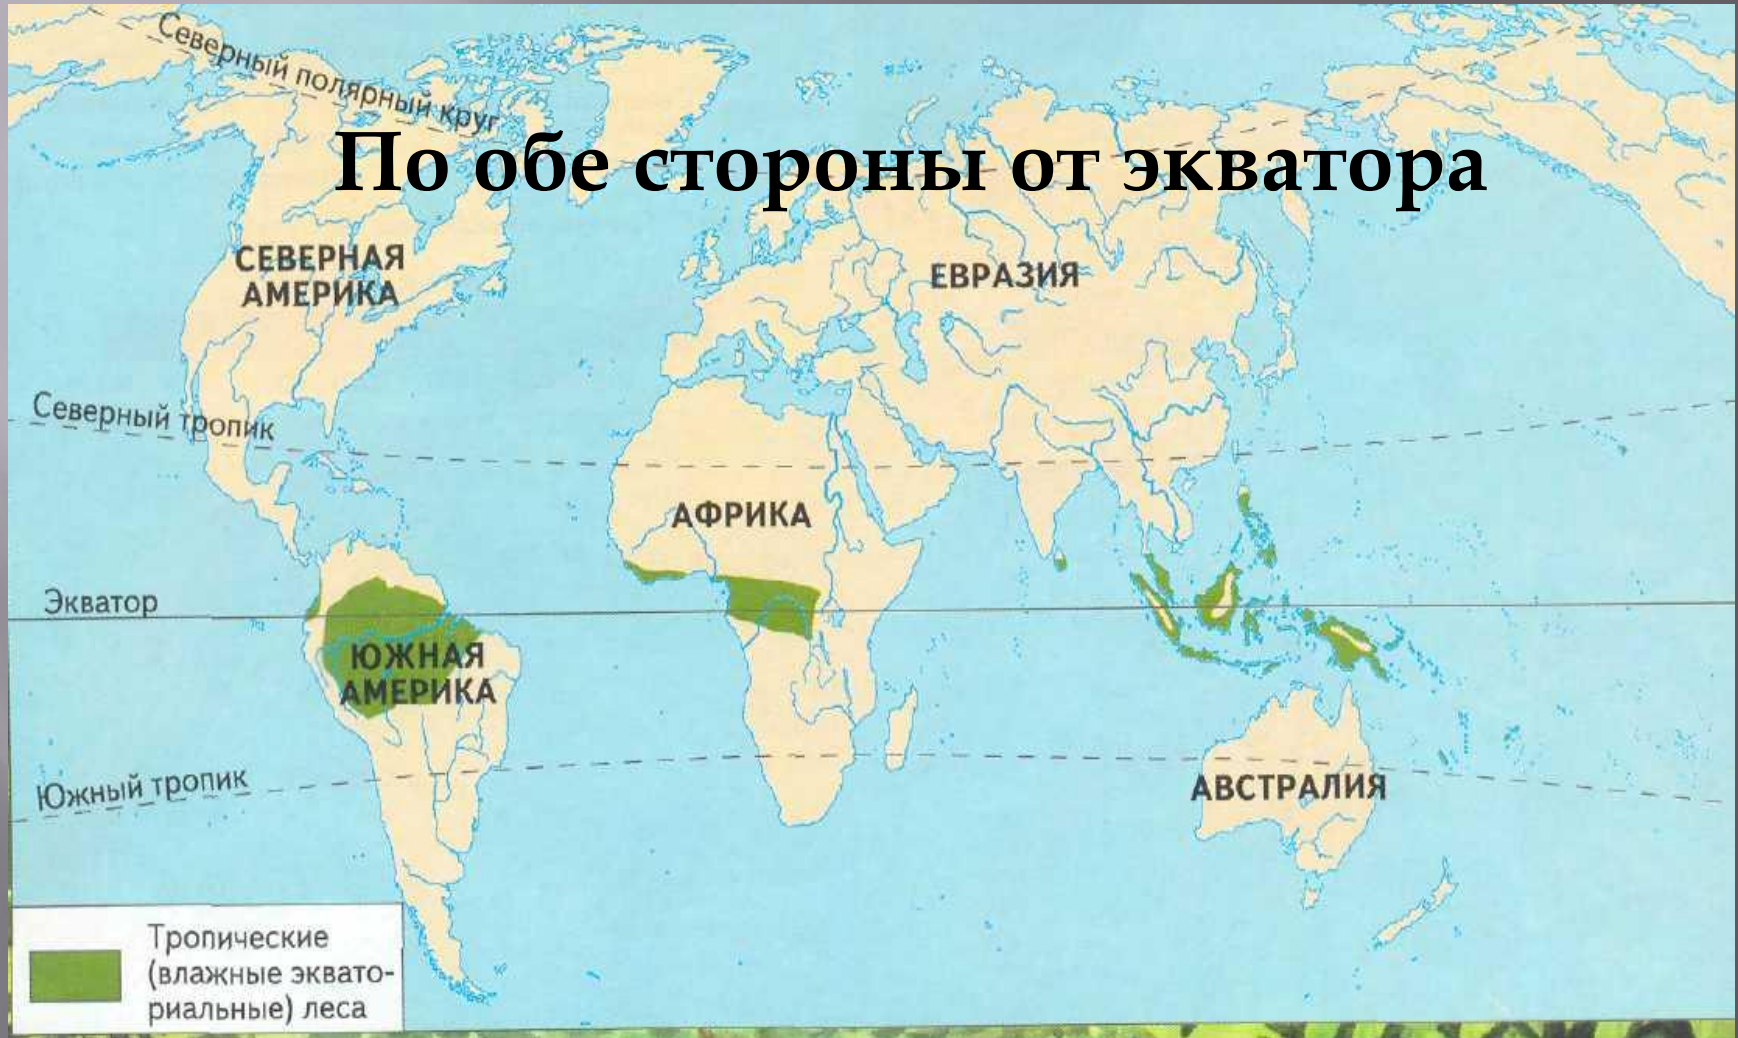 Северный полярный круг
По обе стороны от экватора
СЕВЕРНАЯ
АМЕРИКА
ЕВРАЗИЯ
Северный тропик
АФРИКА
Экватор
ЮЖНАЯ
АМЕРИКА
Южный тропик
АВСТРАЛИЯ
Тропические
(влажные эквато-
риальные) леса